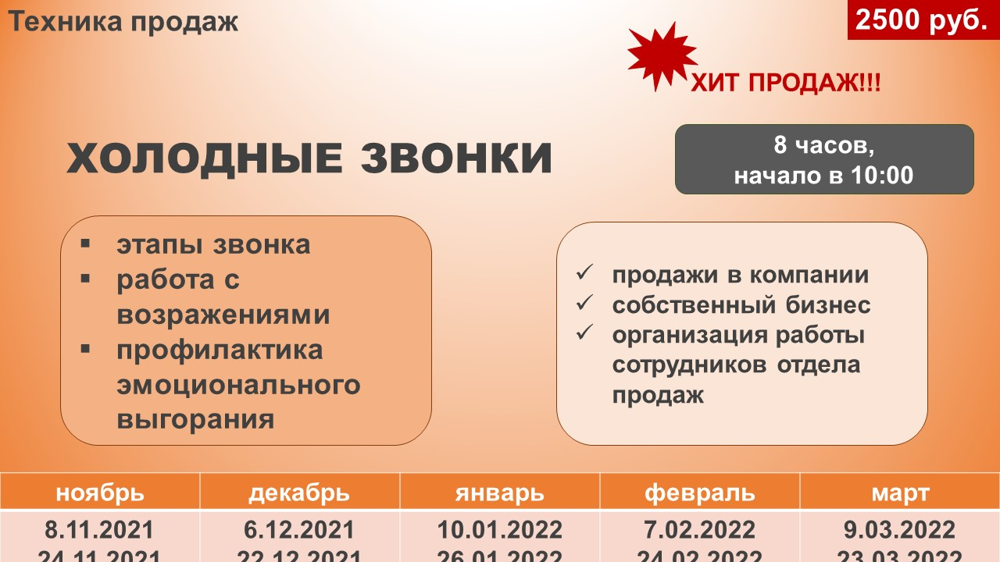 Техника продаж
2500 руб.
ХИТ ПРОДАЖ!!!
ХОЛОДНЫЕ ЗВОНКИ
8 часов,
начало в 10:00
этапы звонка
работа с
возражениями
профилактика
эмоционального
выгорания
продажи в компании
собственный бизнес
организация работы
сотрудников отдела
продаж
ноябрь декабрь январь февраль март
8.11.2021 6.12.2021 10.01.2022 7.02.2022 9.03.2022
24.11.2021 22.12.2021 26.01.2022 24.02.2022 23.03.2022